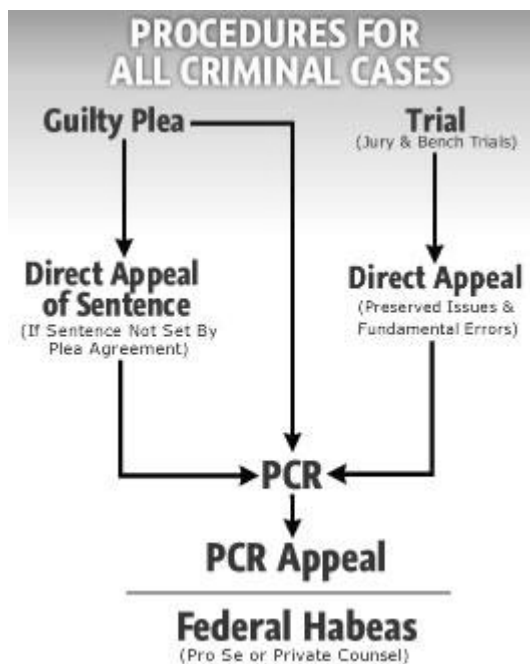 PROCEDURES FOR
ALL CRIMINAL CASES
Guilty Plea
Trial
(Jury & Bench Trials)
Direct Appeal
of Sentence
(If Sentence Not Set By
Plea Agreement)
Direct Appeal
(Preserved Issues &
Fundamental Errors)
PCR
PCR Appeal
Federal Habeas
(Pro Se or Private Counsel)